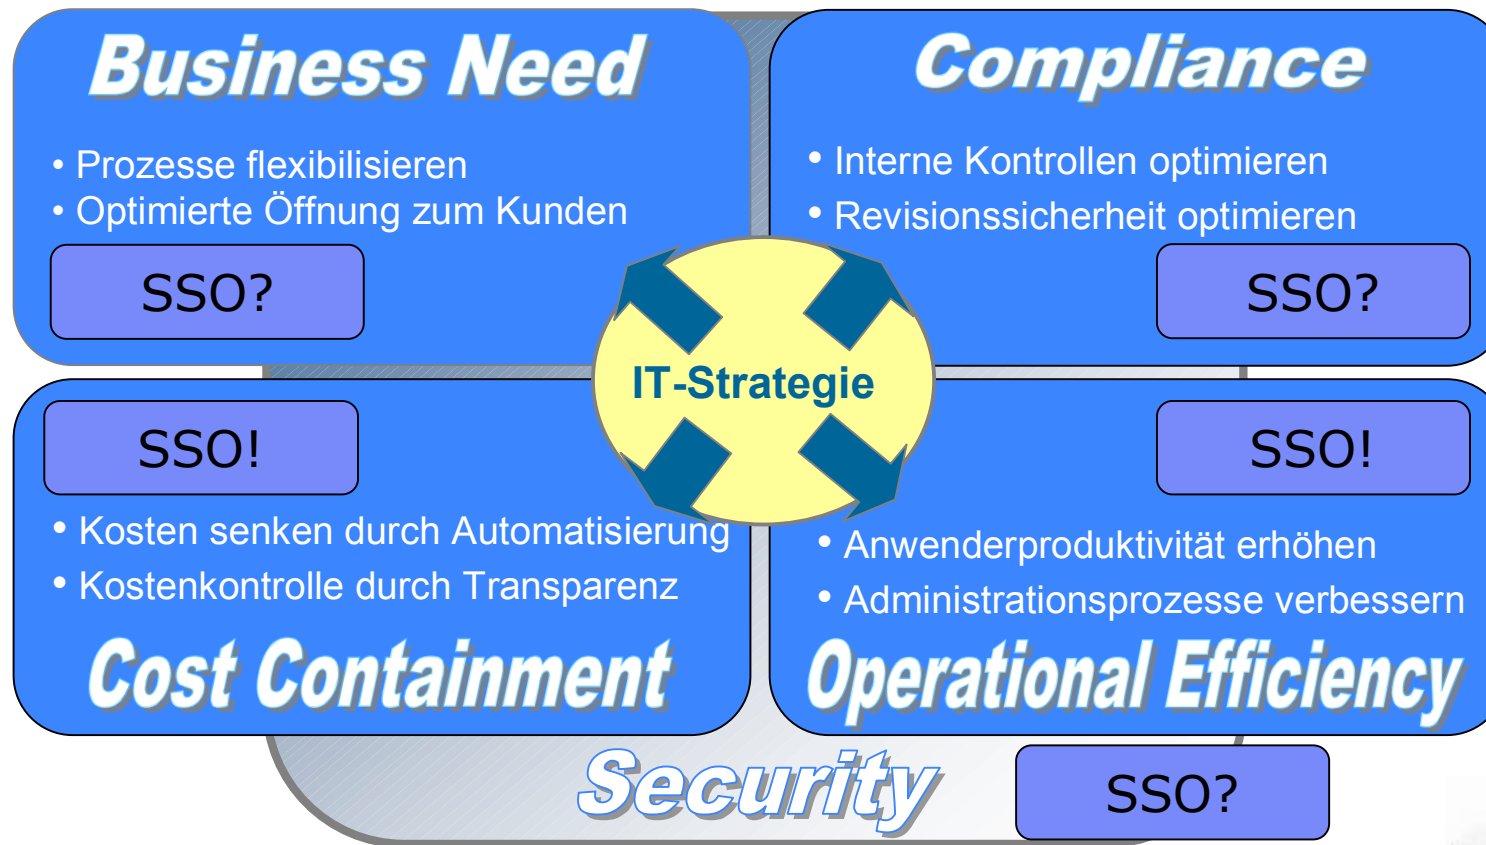 Business Need
• Prozesse flexibilisieren
• Optimierte Öffnung zum Kunden
SSO?
Compliance
• Interne Kontrollen optimieren
• Revisionssicherheit optimieren
SSO?
IT-Strategie
SSO!
• Kosten senken durch Automatisierung
• Kostenkontrolle durch Transparenz
Cost Containment
SSO!
• Anwenderproduktivität erhöhen
• Administrationsprozesse verbessern
Operational Efficiency
Security
SSO?